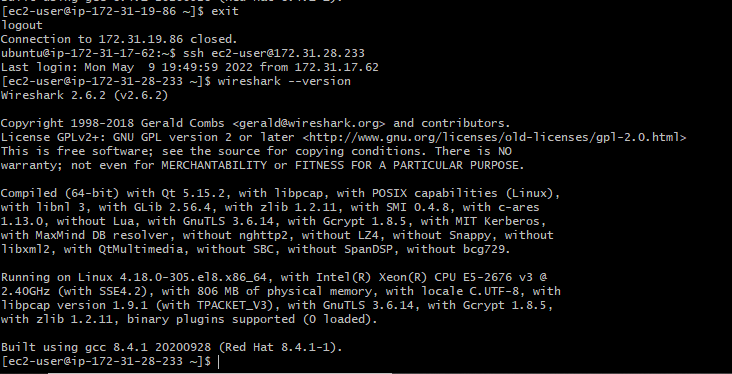 [ec2-user@ip-172-31-19-86 ~]$ exit
logout
Connection to 172.31.19.86 closed.
ubuntu@ip-172-31-17-62:~$ ssh ec2-user@172.31.28.233
Last login: Mon May  9 19:49:59 2022 from 172.31.17.62
[ec2-user@ip-172-31-28-233 ~]$ wireshark --version
Wireshark 2.6.2 (v2.6.2)

Copyright 1998-2018 Gerald Combs <gerald@wireshark.org> and contributors.
License GPLv2+: GNU GPL version 2 or later <http://www.gnu.org/licenses/old-licenses/gpl-2.0.html>
This is free software; see the source for copying conditions. There is NO
warranty; not even for MERCHANTABILITY or FITNESS FOR A PARTICULAR PURPOSE.

Compiled (64-bit) with Qt 5.15.2, with libpcap, with POSIX capabilities (Linux),
with libnl 3, with GLib 2.56.4, with zlib 1.2.11, with SMI 0.4.8, with c-ares
1.13.0, without Lua, with GnuTLS 3.6.14, with Gcrypt 1.8.5, with MIT Kerberos,
with MaxMind DB resolver, without nghttp2, without LZ4, without Snappy, without
libxml2, with QtMultimedia, without SBC, without SpanDSP, without bcg729.

Running on Linux 4.18.0-305.el8.x86_64, with Intel(R) Xeon(R) CPU E5-2676 v3 @
2.40GHz (with SSE4.2), with 806 MB of physical memory, with locale C.UTF-8, with
libpcap version 1.9.1 (with TPACKET_V3), with GnuTLS 3.6.14, with Gcrypt 1.8.5,
with zlib 1.2.11, binary plugins supported (0 loaded).

Built using gcc 8.4.1 20200928 (Red Hat 8.4.1-1).
[ec2-user@ip-172-31-28-233 ~]$